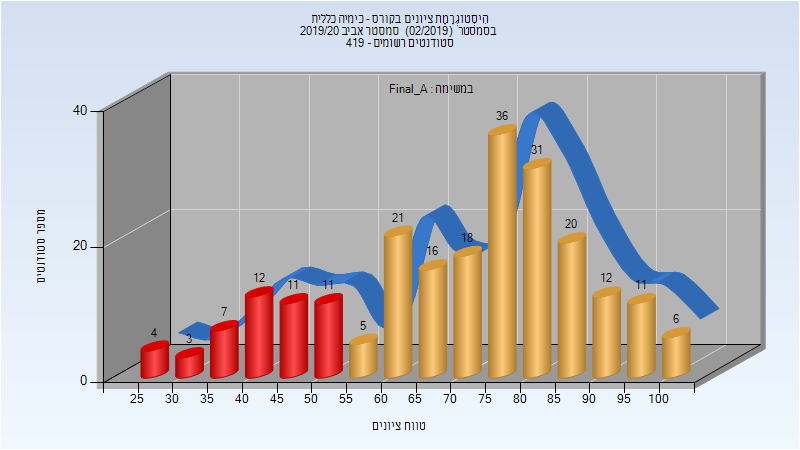 היסטוגרמת ציונים בקורס - כימיה כללית
בסמסטר (02/2019) סמסטר אביב 2019/20
סטודנטים רשומים - 419
במשימה : Final_A
מספר סטודנטים
40
20
0
4
3
7
12
11
11
5
21
16
18
36
31
20
12
11
6
25 30 35 40 45 50 55 60 65 70 75 80 85 90 95 100
טווח ציונים